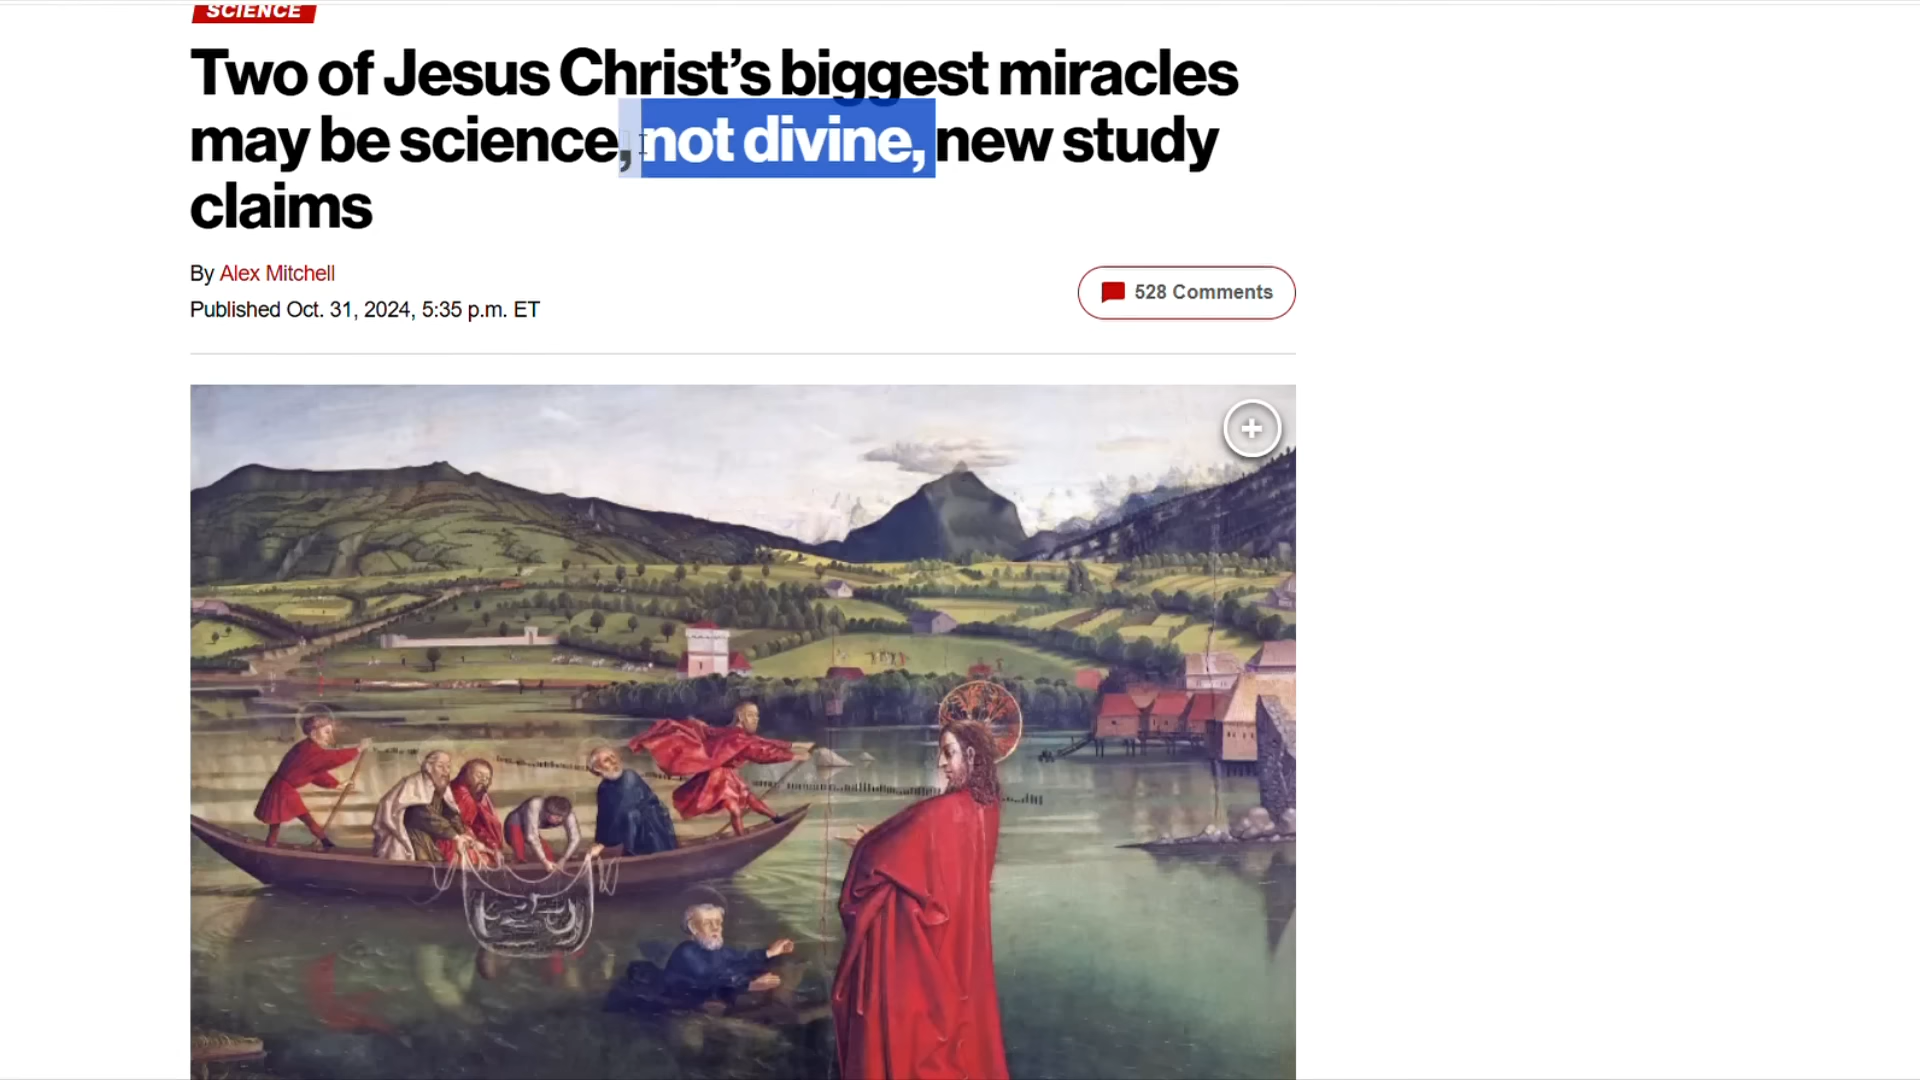 SCIENCE
Two of Jesus Christ’s biggest miracles
may be science, not divine, new study
claims
By Alex Mitchell
Published Oct. 31, 2024, 5:35 p.m. ET
528 Comments